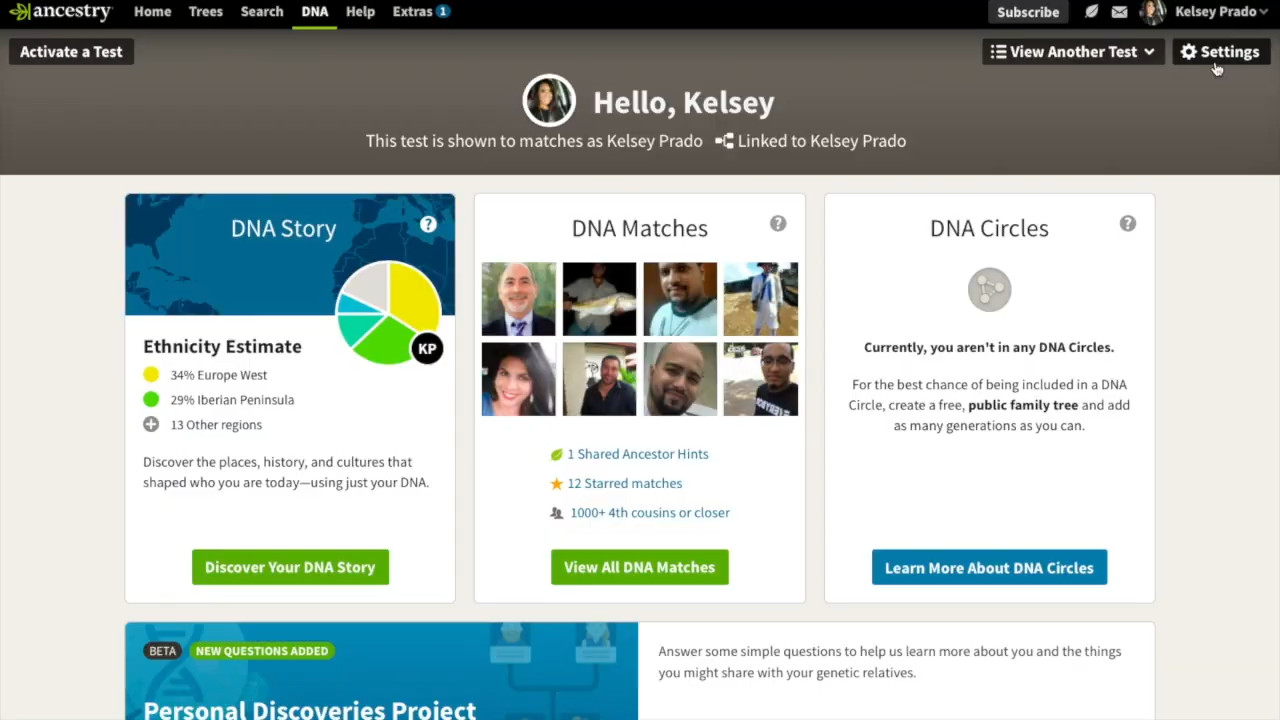 ancestry Home Trees Search DNA Help Extras 1 Subscribe Kelsey Prado
Activate a Test View Another Test Settings
Hello, Kelsey
This test is shown to matches as Kelsey Prado Linked to Kelsey Prado
DNA Story ?
KP
Ethnicity Estimate
34% Europe West
29% Iberian Peninsula
13 Other regions
Discover the places, history, and cultures that
shaped who you are today—using just your DNA.
Discover Your DNA Story
DNA Matches ?
1 Shared Ancestor Hints
12 Starred matches
1000+ 4th cousins or closer
View All DNA Matches
DNA Circles ?
Currently, you aren't in any DNA Circles.
For the best chance of being included in a DNA
Circle, create a free, public family tree and add
as many generations as you can.
Learn More About DNA Circles
BETA NEW QUESTIONS ADDED
Personal Discoveries Project
Answer some simple questions to help us learn more about you and the things
you might share with your genetic relatives.